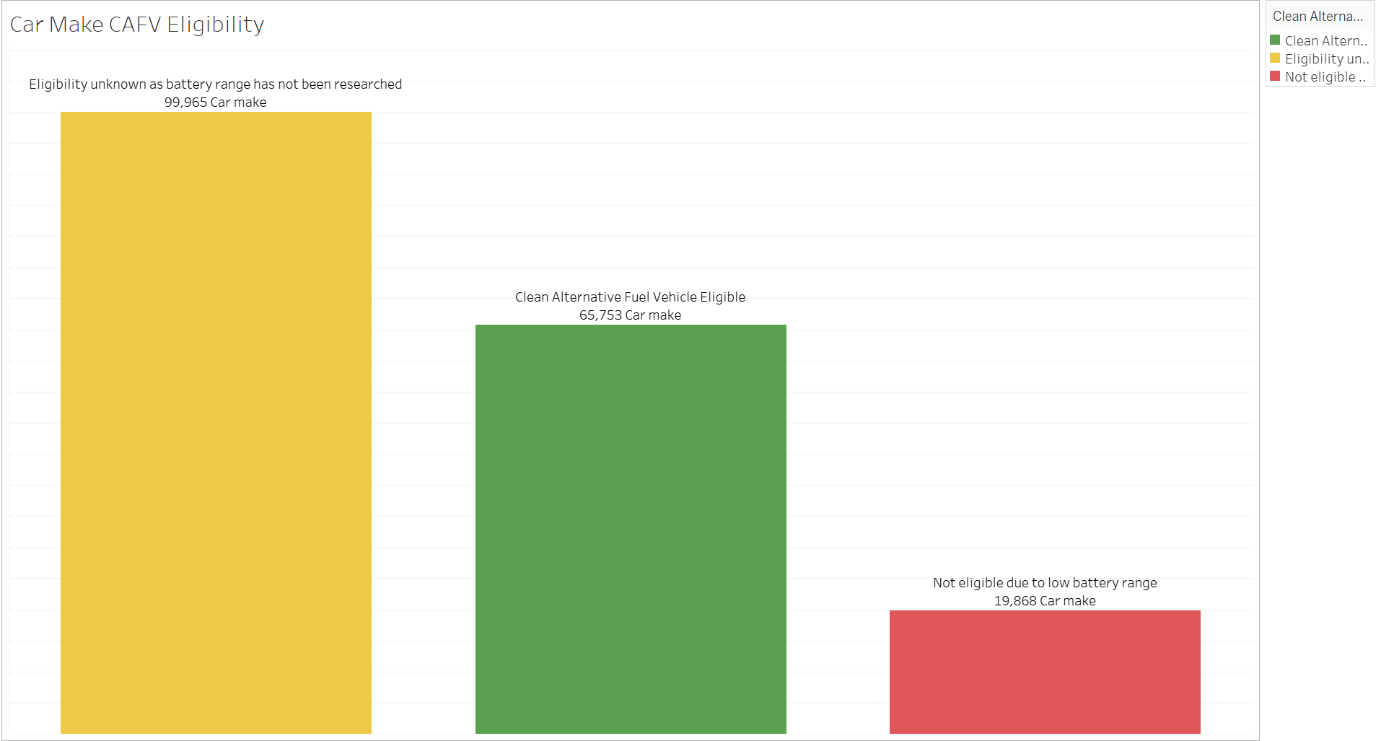 Car Make CAFV Eligibility
Eligibility unknown as battery range has not been researched
99,965 Car make
Clean Alternative Fuel Vehicle Eligible
65,753 Car make
Not eligible due to low battery range
19,868 Car make
Clean Alterna...
Clean Altern..
Eligibility un..
Not eligible ..